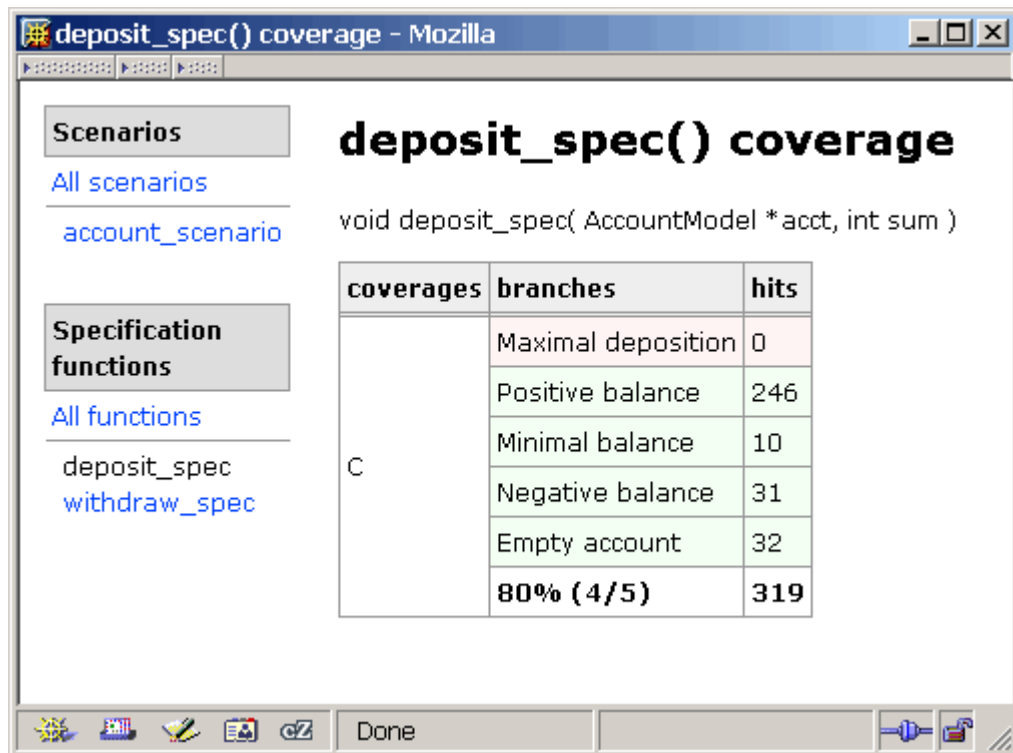 deposit_spec() coverage - Mozilla
Scenarios
All scenarios
account_scenario
Specification
functions
All functions
deposit_spec
withdraw_spec
deposit_spec() coverage
void deposit_spec( AccountModel *acct, int sum )
coverages branches hits
C
Maximal deposition 0
Positive balance 246
Minimal balance 10
Negative balance 31
Empty account 32
80% (4/5) 319
Done